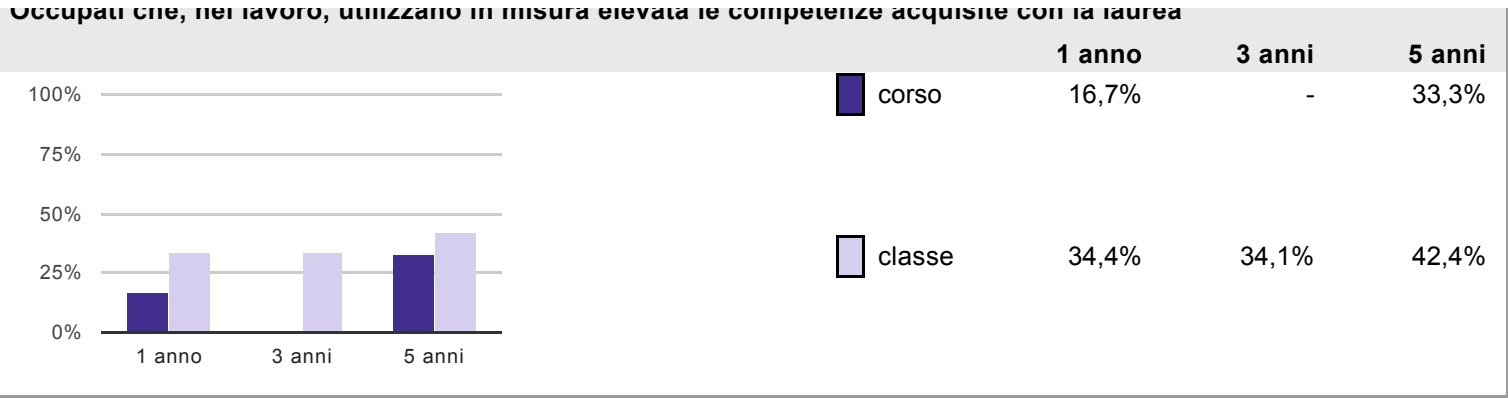 Occupati che, nel lavoro, utilizzano in misura elevata le competenze acquisite con la laurea
1 anno 3 anni 5 anni
100%
75%
50%
25%
0%
1 anno 3 anni 5 anni
corso 16,7% - 33,3%
classe 34,4% 34,1% 42,4%